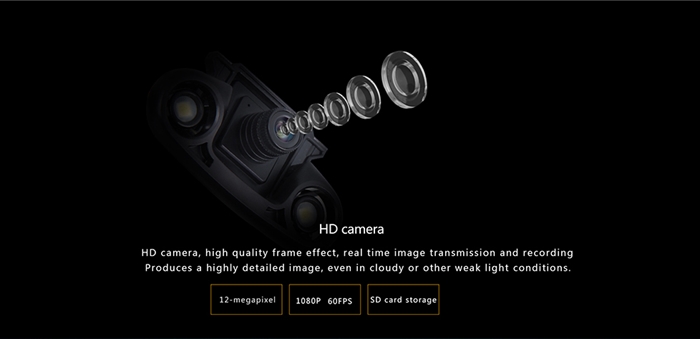 HD camera
HD camera, high quality frame effect, real time image transmission and recording
Produces a highly detailed image, even in cloudy or other weak light conditions.
12-megapixel 1080P 60FPS SD card storage